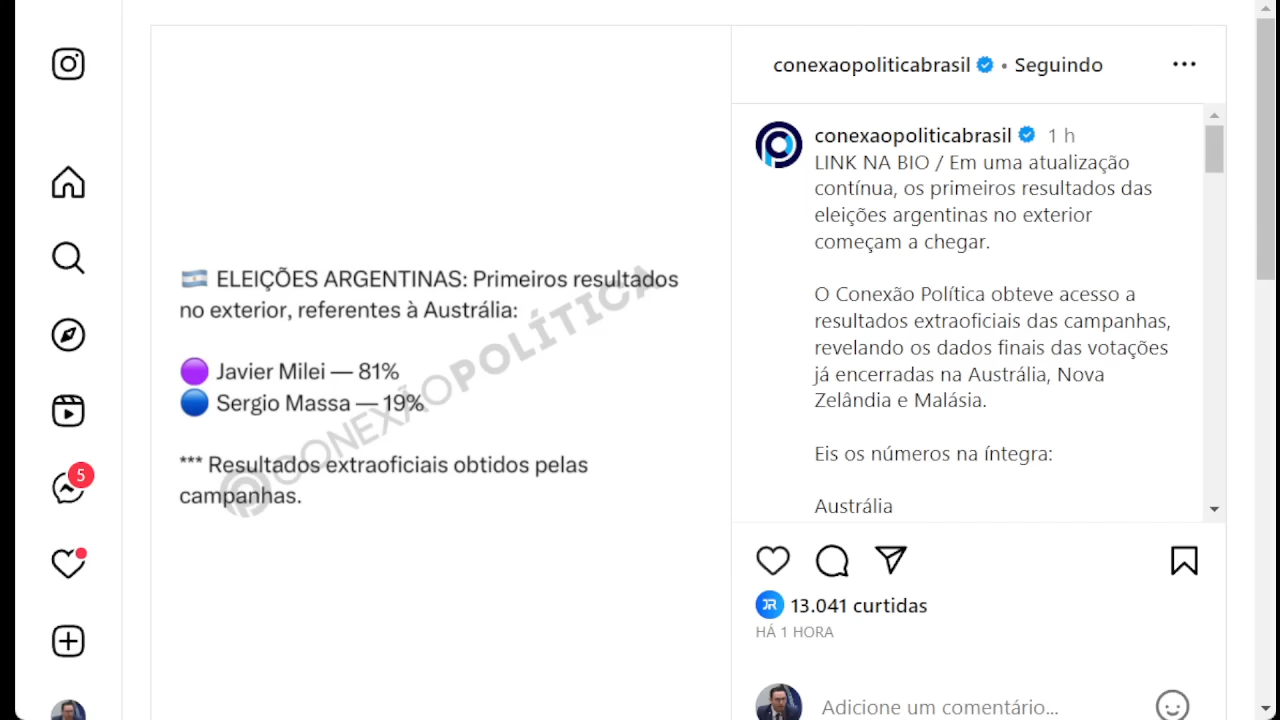 conexaopoliticabrasil • Seguindo
ELEIÇÕES ARGENTINAS: Primeiros resultados
no exterior, referentes à Austrália:
Javier Milei — 81%
Sergio Massa — 19%
*** Resultados extraoficiais obtidos pelas
campanhas.
CONEXÃOPOLÍTICA
conexaopoliticabrasil 1 h
LINK NA BIO / Em uma atualização
contínua, os primeiros resultados das
eleições argentinas no exterior
começam a chegar.
O Conexão Política obteve acesso a
resultados extraoficiais das campanhas,
revelando os dados finais das votações
já encerradas na Austrália, Nova
Zelândia e Malásia.
Eis os números na íntegra:
Austrália
5
JR 13.041 curtidas
HÁ 1 HORA
Adicione um comentário...